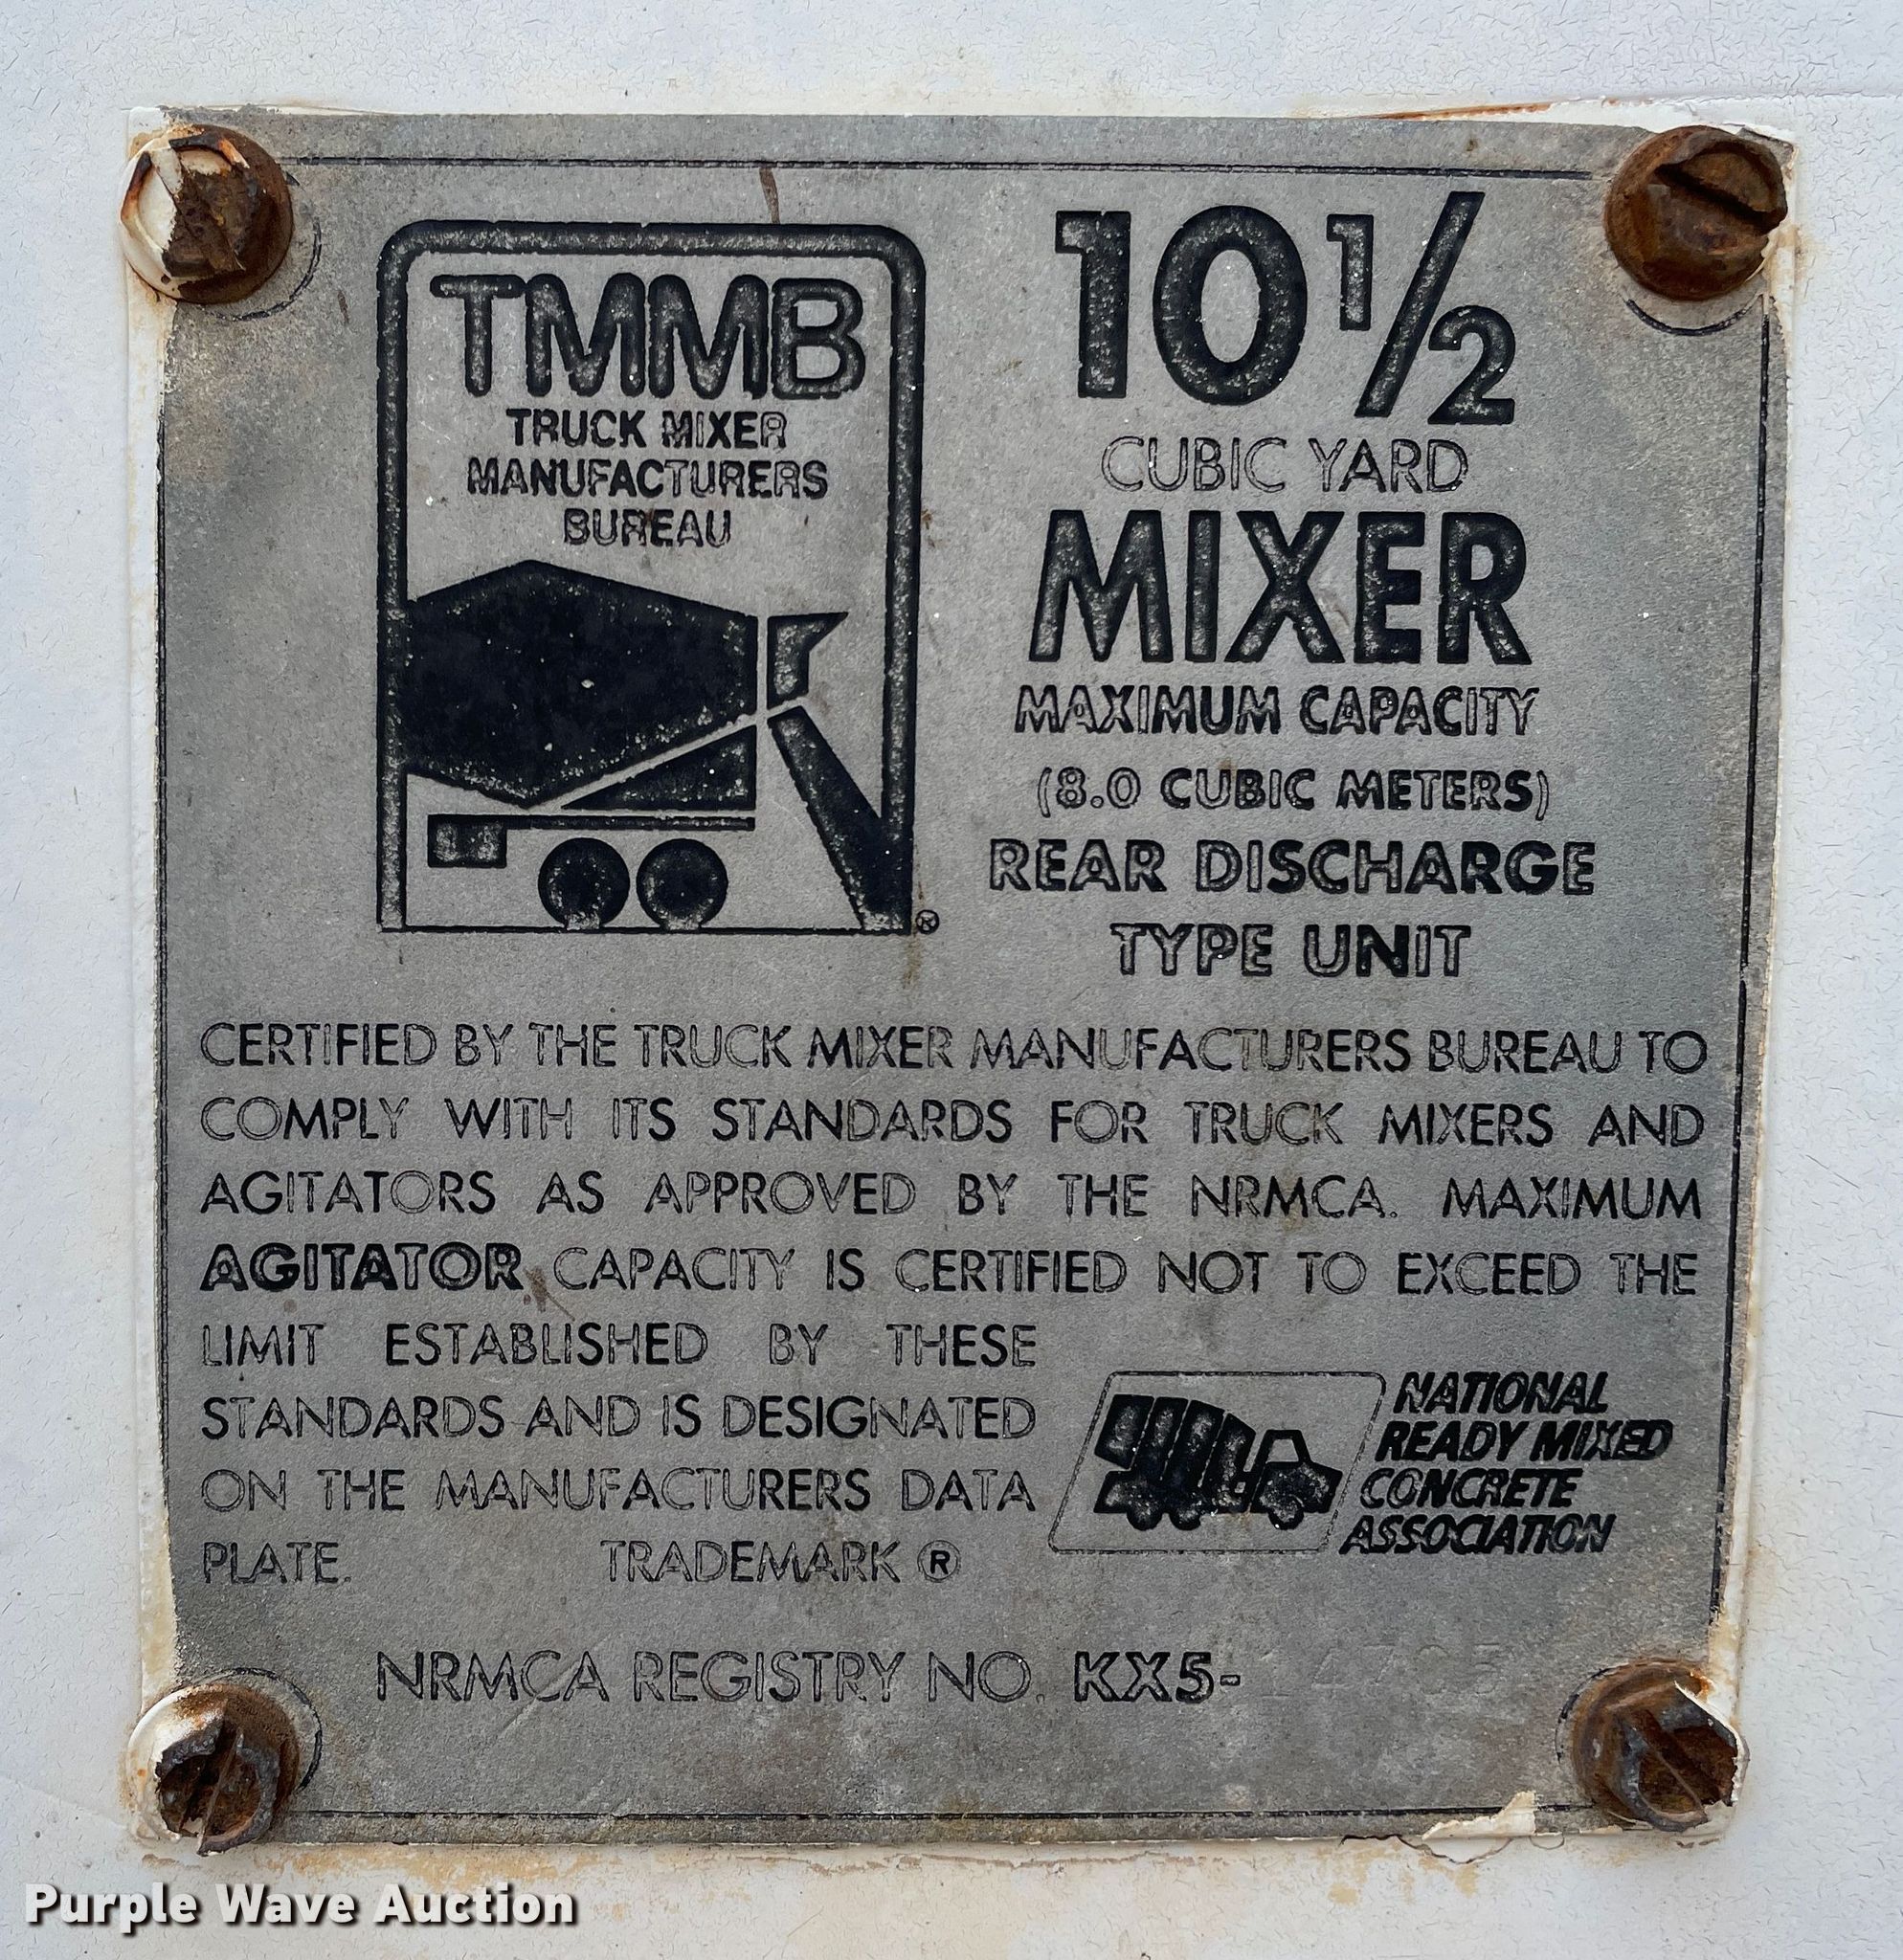 TMMB
TRUCK MIXER
MANUFACTURERS
BUREAU
®
10 1/2
CUBIC YARD
MIXER
MAXIMUM CAPACITY
(8.0 CUBIC METERS)
REAR DISCHARGE
TYPE UNIT
CERTIFIED BY THE TRUCK MIXER MANUFACTURERS BUREAU TO
COMPLY WITH ITS STANDARDS FOR TRUCK MIXERS AND
AGITATORS AS APPROVED BY THE NRMCA. MAXIMUM
AGITATOR CAPACITY IS CERTIFIED NOT TO EXCEED THE
LIMIT ESTABLISHED BY THESE
STANDARDS AND IS DESIGNATED
ON THE MANUFACTURERS DATA
PLATE. TRADEMARK ®
NATIONAL
READY MIXED
CONCRETE
ASSOCIATION
NRMCA REGISTRY NO. KX5-
Purple Wave Auction